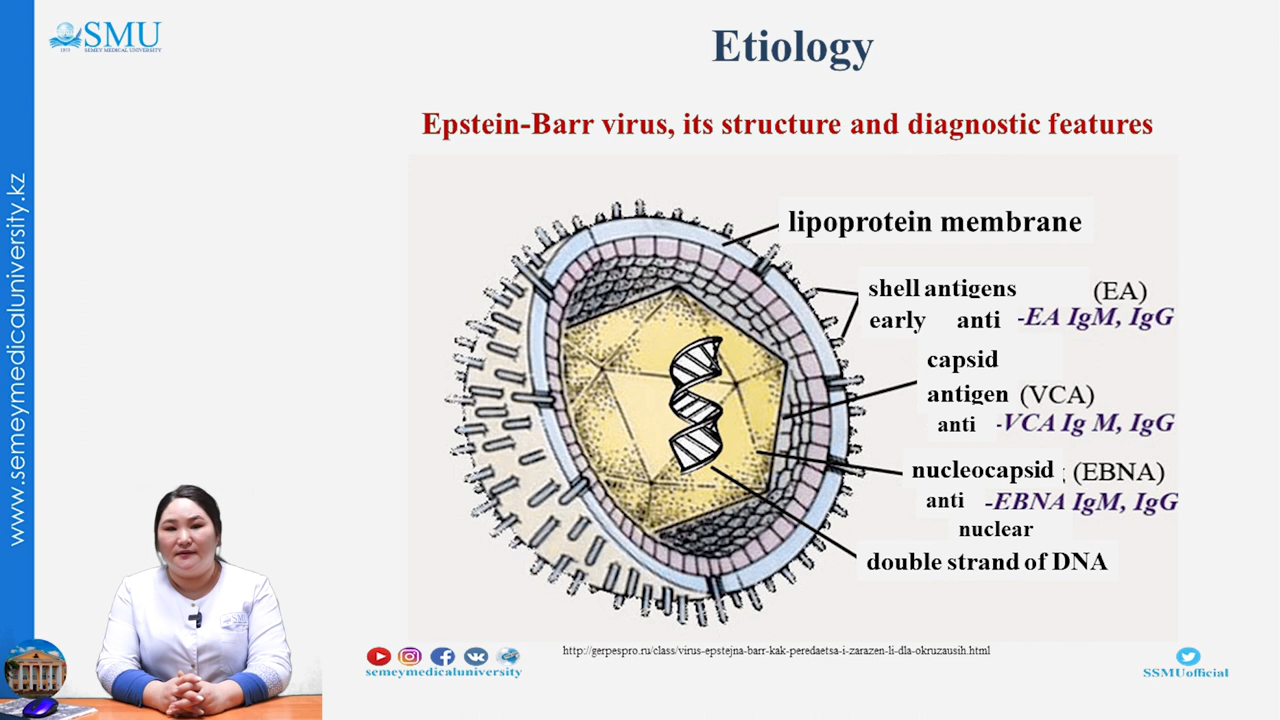 SMU
SEMEY MEDICAL UNIVERSITY
Etiology
Epstein-Barr virus, its structure and diagnostic features
lipoprotein membrane
shell antigens (EA)
early anti -EA IgM, IgG
capsid
antigen (VCA)
anti -VCA Ig M, IgG
nucleocapsid ; (EBNA)
anti -EBNA IgM, IgG
nuclear
double strand of DNA
www.semeymedicaluniversity.kz
http://gerpespro.ru/class/virus-epstejna-barr-kak-peredaetsa-i-zarazen-li-dla-okruzausih.html
semeymedicaluniversity
SSMUofficial